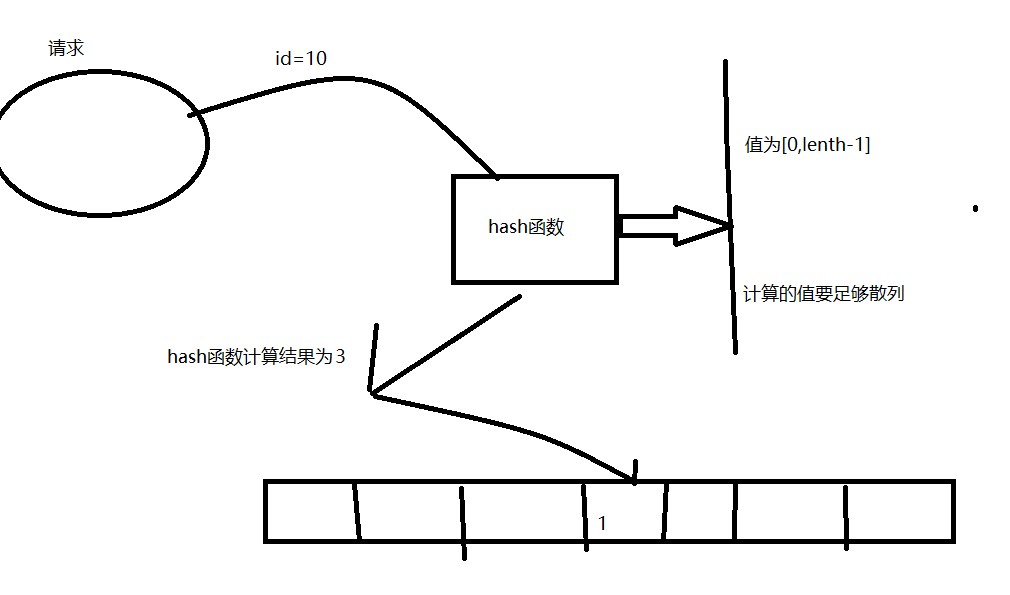 请求
id=10
值为[0,lenth-1]
hash函数
计算的值要足够散列
hash函数计算结果为3
1